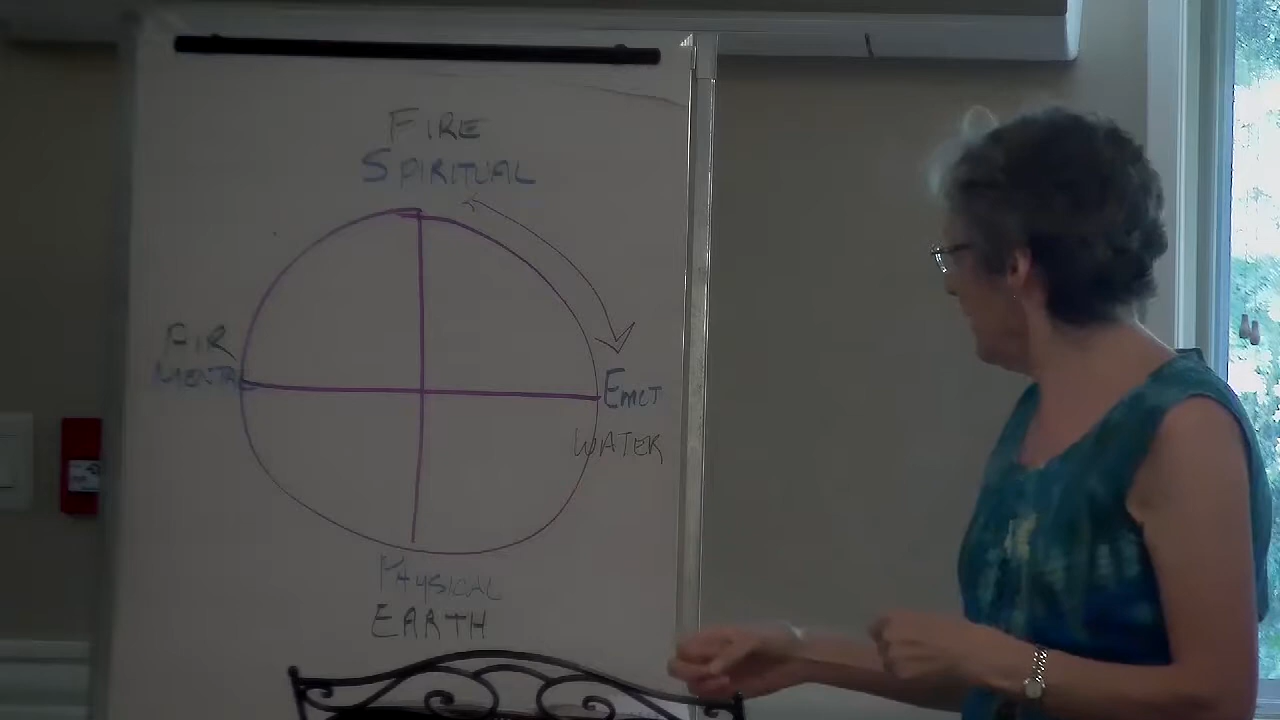 FIRE
SPIRITUAL
AIR
MENTAL
EMOT
WATER
PHYSICAL
EARTH